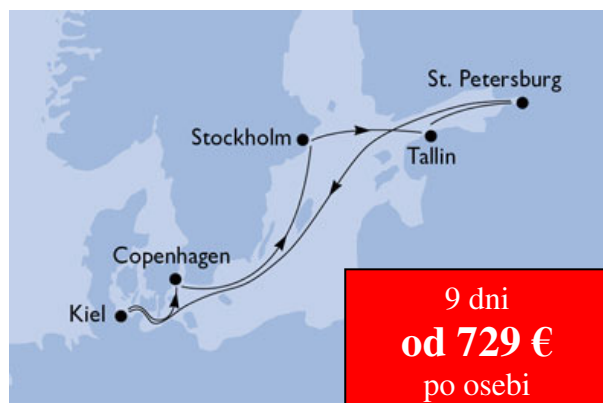 St. Petersburg
Stockholm
Tallin
Copenhagen
Kiel
9 dni
od 729 €
po osebi